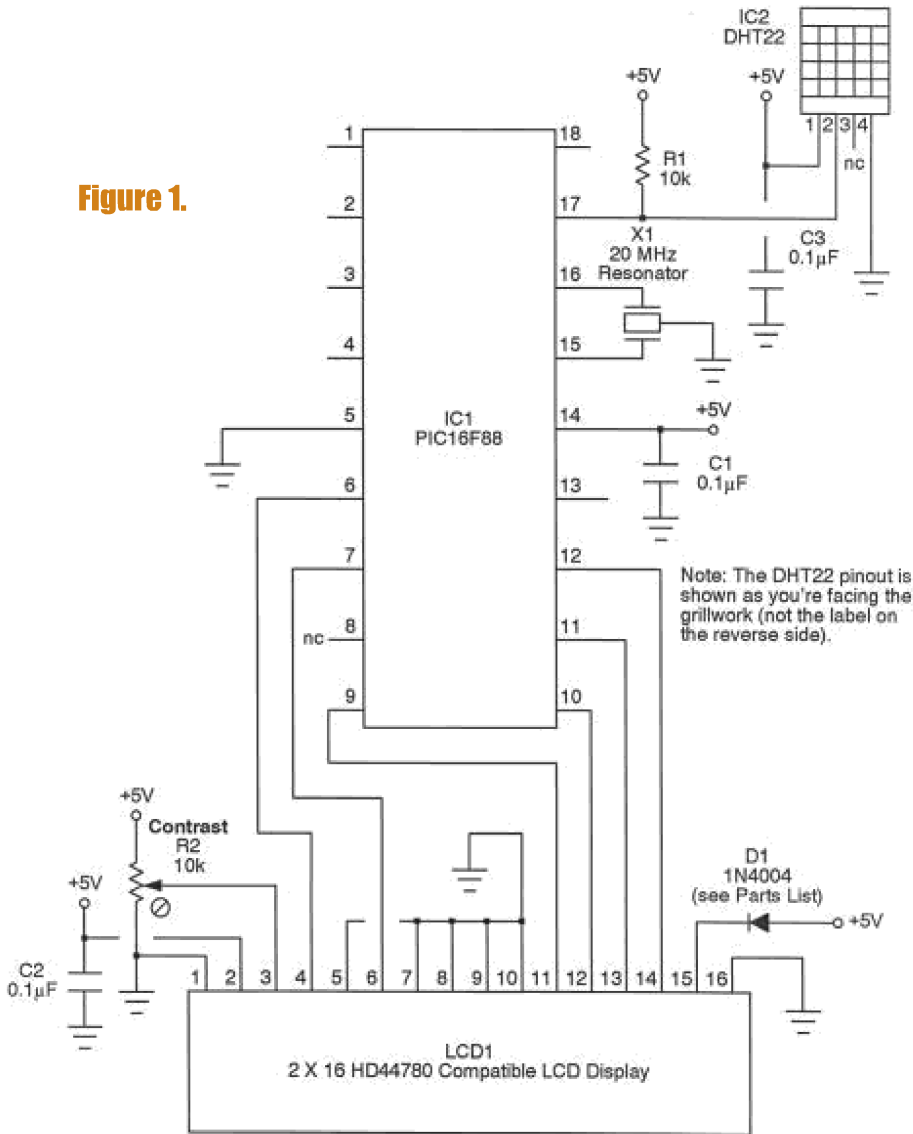 Figure 1.
IC2
DHT22
+5V
+5V
1 2 3 4
nc
R1
10k
C3
0.1μF
X1
20 MHz
Resonator
1
2
3
4
5
6
7
8
9
18
17
16
15
14
13
12
11
10
nc
IC1
PIC16F88
+5V
C1
0.1μF
Note: The DHT22 pinout is
shown as you're facing the
grillwork (not the label on
the reverse side).
+5V
Contrast
R2
10k
+5V
C2
0.1μF
D1
1N4004
(see Parts List)
+5V
1 2 3 4 5 6 7 8 9 10 11 12 13 14 15 16
LCD1
2 X 16 HD44780 Compatible LCD Display